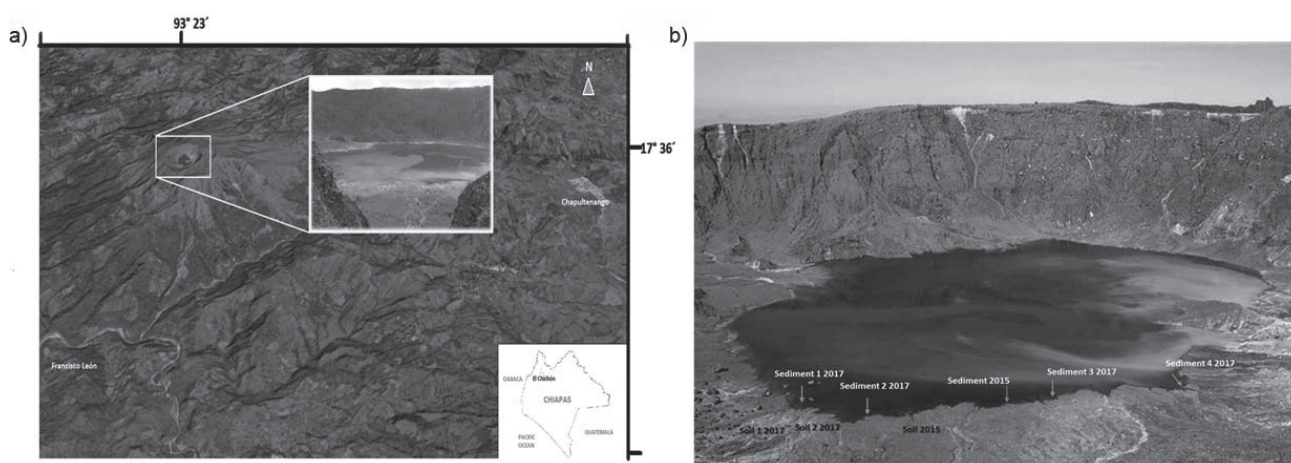 a)
93° 23′
N
17° 36′
Chapultenango
Francisco León
OAXACA
El Chichón
CHIAPAS
GUATEMALA
PACIFIC
OCEAN
b)
Sediment 1 2017
Sediment 2 2017
Sediment 2015
Sediment 3 2017
Sediment 4 2017
Soil 1 2017
Soil 2 2017
Soil 2015